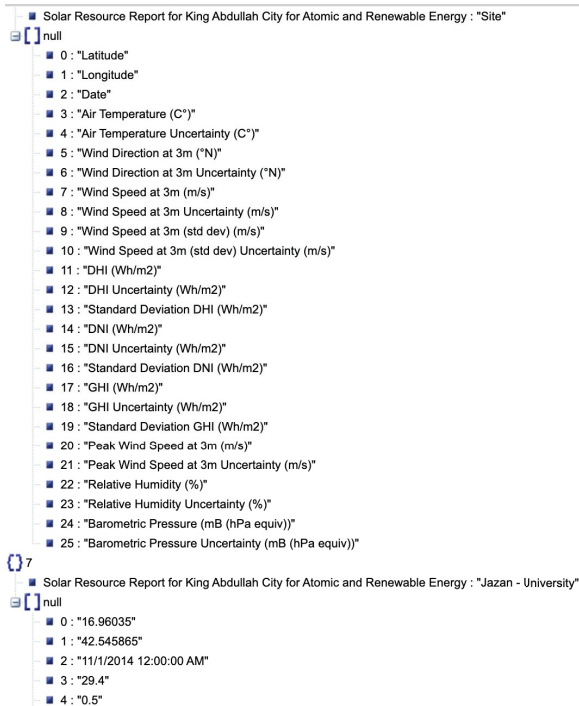 Solar Resource Report for King Abdullah City for Atomic and Renewable Energy : "Site"
[ ] null
0 : "Latitude"
1 : "Longitude"
2 : "Date"
3 : "Air Temperature (C°)"
4 : "Air Temperature Uncertainty (C°)"
5 : "Wind Direction at 3m (°N)"
6 : "Wind Direction at 3m Uncertainty (°N)"
7 : "Wind Speed at 3m (m/s)"
8 : "Wind Speed at 3m Uncertainty (m/s)"
9 : "Wind Speed at 3m (std dev) (m/s)"
10 : "Wind Speed at 3m (std dev) Uncertainty (m/s)"
11 : "DHI (Wh/m2)"
12 : "DHI Uncertainty (Wh/m2)"
13 : "Standard Deviation DHI (Wh/m2)"
14 : "DNI (Wh/m2)"
15 : "DNI Uncertainty (Wh/m2)"
16 : "Standard Deviation DNI (Wh/m2)"
17 : "GHI (Wh/m2)"
18 : "GHI Uncertainty (Wh/m2)"
19 : "Standard Deviation GHI (Wh/m2)"
20 : "Peak Wind Speed at 3m (m/s)"
21 : "Peak Wind Speed at 3m Uncertainty (m/s)"
22 : "Relative Humidity (%)"
23 : "Relative Humidity Uncertainty (%)"
24 : "Barometric Pressure (mB (hPa equiv))"
25 : "Barometric Pressure Uncertainty (mB (hPa equiv))"
{} 7
Solar Resource Report for King Abdullah City for Atomic and Renewable Energy : "Jazan - University"
[ ] null
0 : "16.96035"
1 : "42.545865"
2 : "11/1/2014 12:00:00 AM"
3 : "29.4"
4 : "0.5"